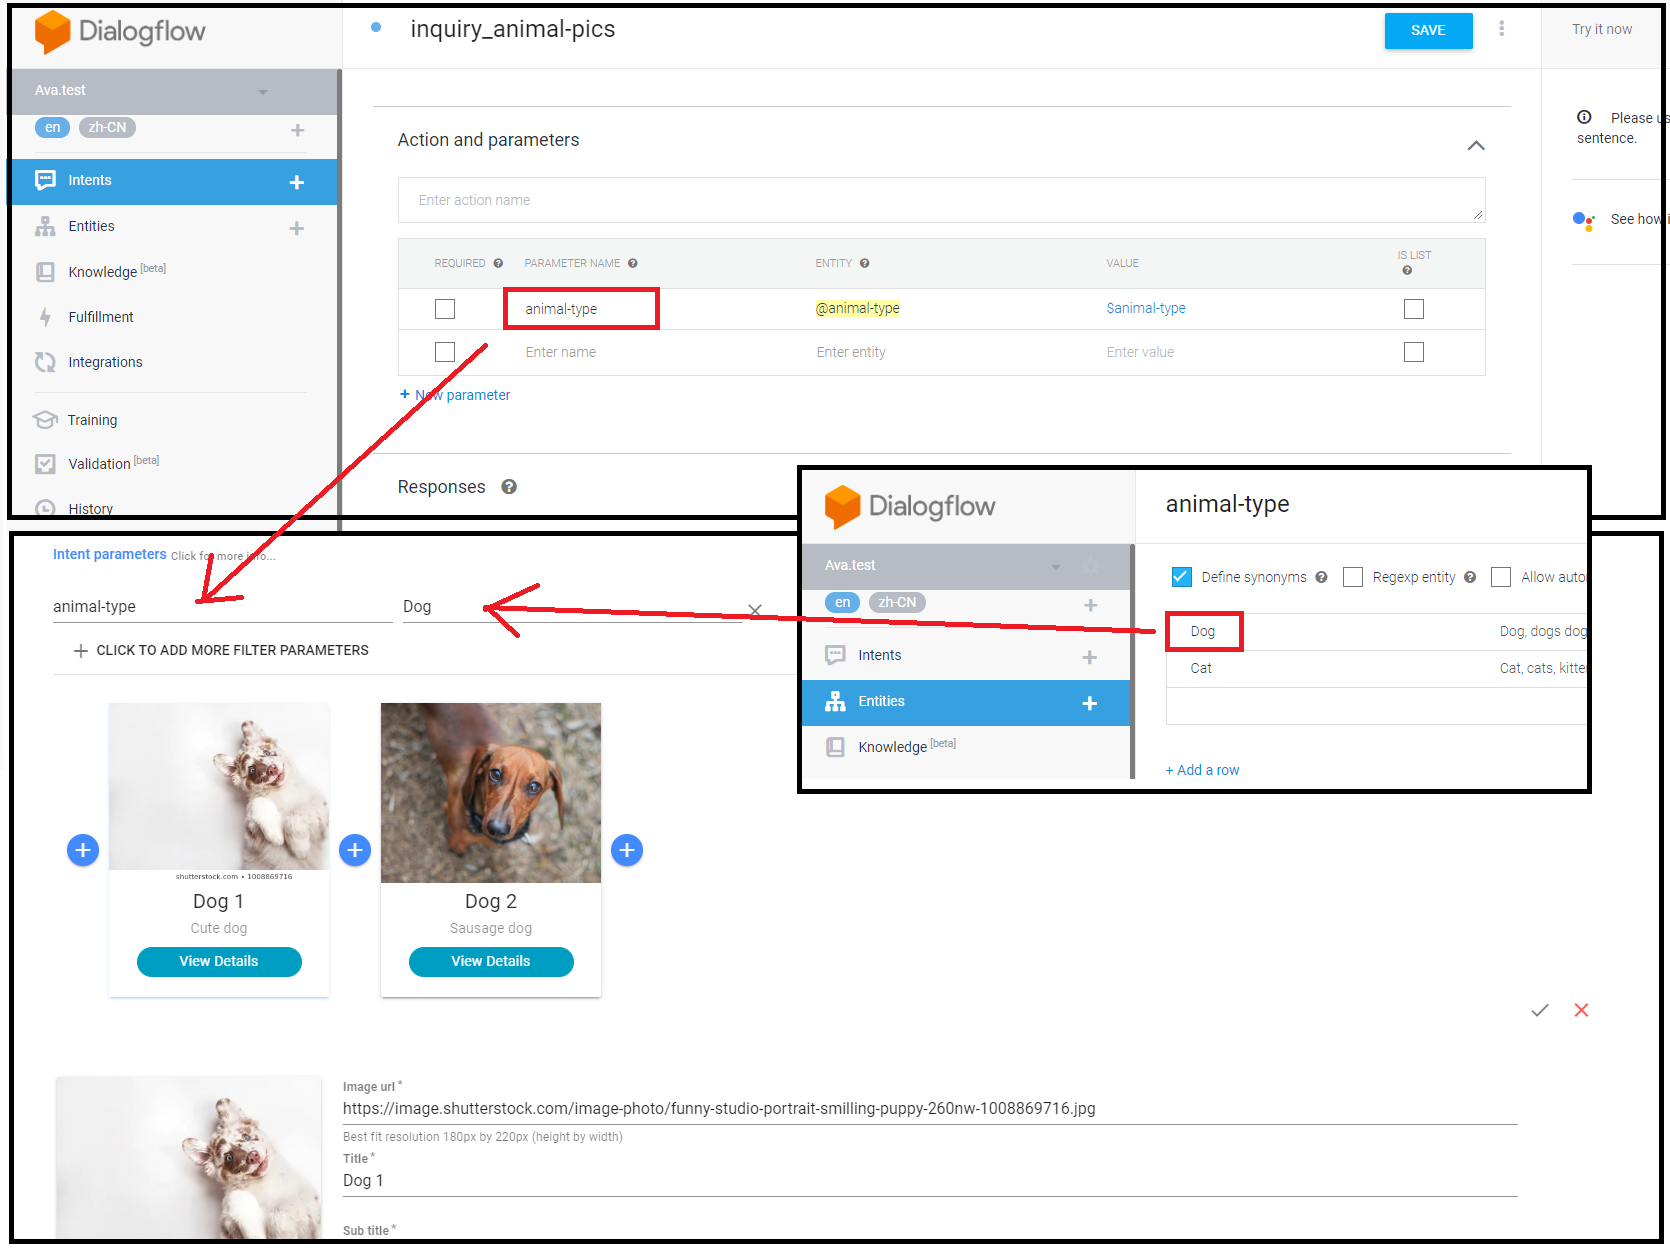 Dialogflow
inquiry_animal-pics
SAVE
Try it now
Ava.test
en zh-CN
Intents
Entities
Knowledge [beta]
Fulfillment
Integrations
Training
Validation [beta]
History
Action and parameters
Enter action name
REQUIRED PARAMETER NAME ENTITY VALUE IS LIST
animal-type @animal-type $animal-type
Enter name Enter entity Enter value
+ New parameter
Responses
Please us
sentence.
See how i
Dialogflow
animal-type
Ava.test
en zh-CN
Intents
Entities
Knowledge [beta]
Define synonyms Regexp entity Allow auto
Dog Dog, dogs dog
Cat Cat, cats, kitte
+ Add a row
Intent parameters Click for more info...
animal-type Dog
CLICK TO ADD MORE FILTER PARAMETERS
shutterstock.com • 1008869716
Dog 1
Cute dog
View Details
Dog 2
Sausage dog
View Details
Image url *
https://image.shutterstock.com/image-photo/funny-studio-portrait-smilling-puppy-260nw-1008869716.jpg
Best fit resolution 180px by 220px (height by width)
Title *
Dog 1
Sub title *